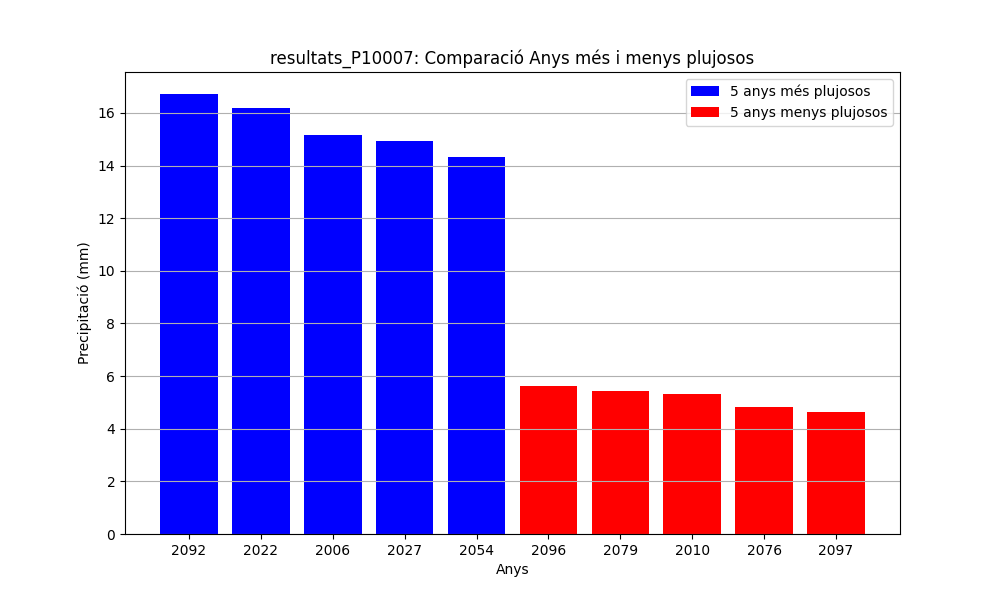 resultats_P10007: Comparació Anys més i menys plujosos
5 anys més plujosos
5 anys menys plujosos
Precipitació (mm)
16
14
12
10
8
6
4
2
0
2092 2022 2006 2027 2054 2096 2079 2010 2076 2097
Anys